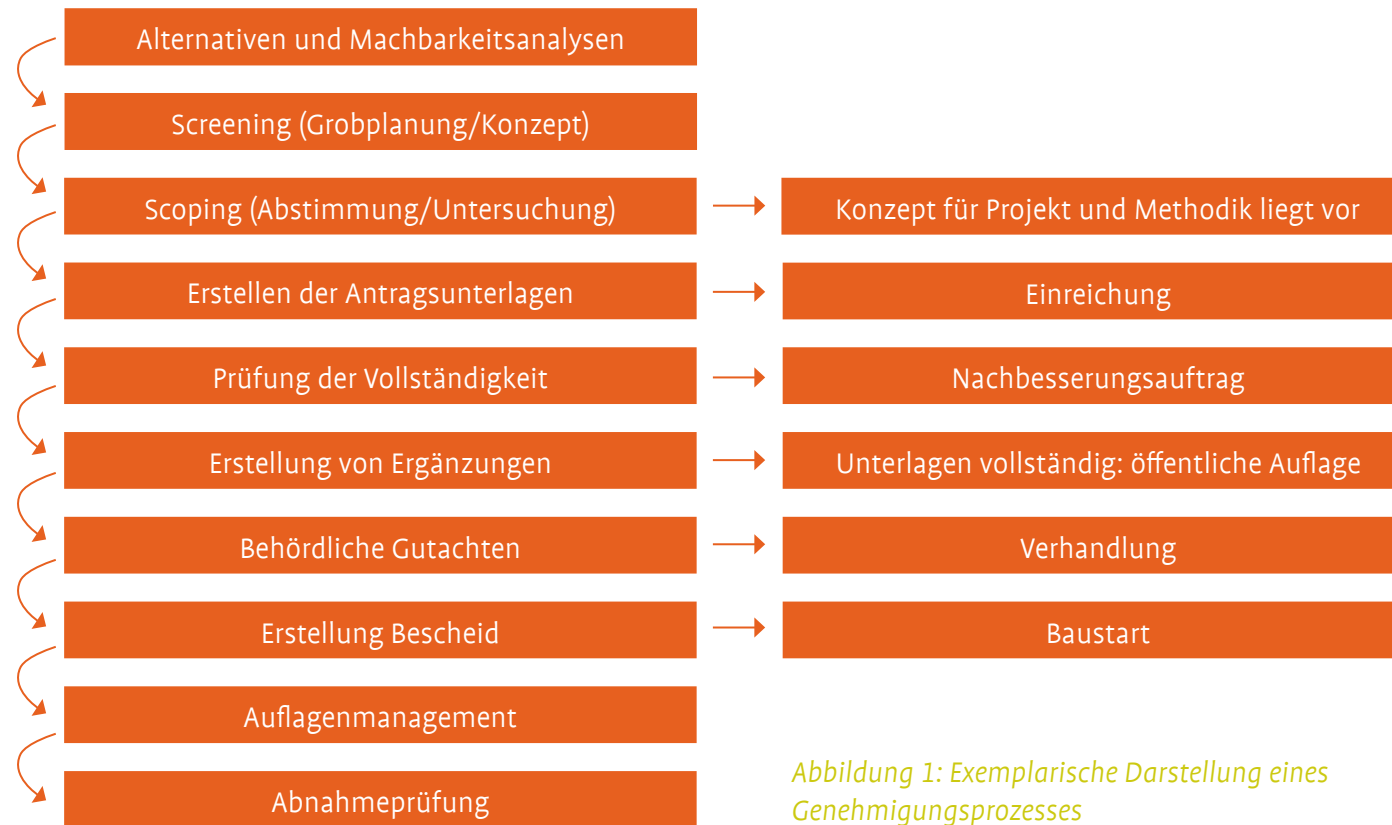 Alternativen und Machbarkeitsanalysen
Screening (Grobplanung/Konzept)
Scoping (Abstimmung/Untersuchung)
Konzept für Projekt und Methodik liegt vor
Erstellen der Antragsunterlagen
Einreichung
Prüfung der Vollständigkeit
Nachbesserungsauftrag
Erstellung von Ergänzungen
Unterlagen vollständig: öffentliche Auflage
Behördliche Gutachten
Verhandlung
Erstellung Bescheid
Baustart
Auflagenmanagement
Abnahmeprüfung
Abbildung 1: Exemplarische Darstellung eines
Genehmigungsprozesses